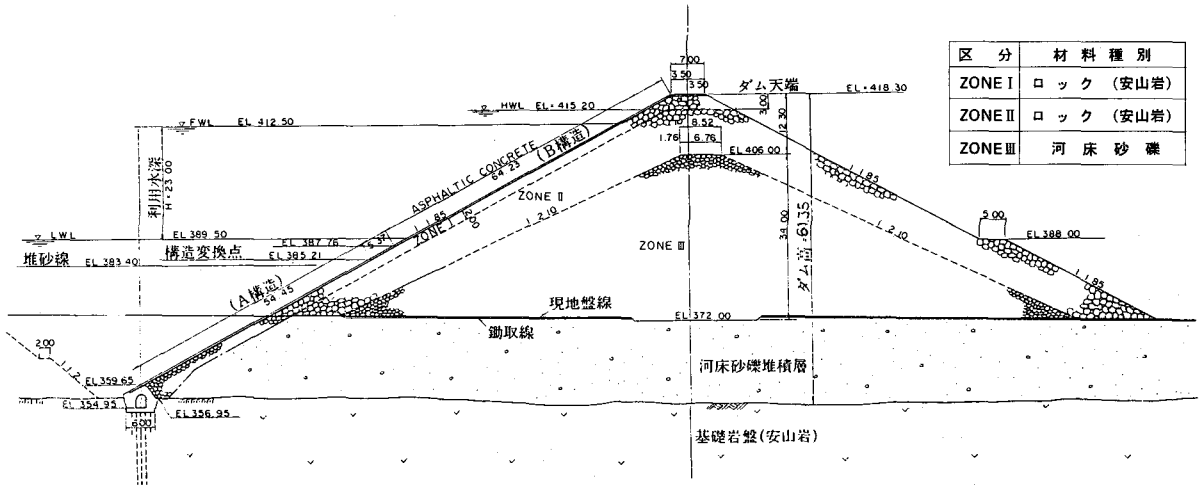 区 分 材 料 種 別
ZONE I ロ ッ ク (安山岩)
ZONE II ロ ッ ク (安山岩)
ZONE III 河 床 砂 礫
7.00
3.50
3.50
ダム天端
EL・418.30
HWL EL・415.20
3.00
12.30
FWL EL 412.50
8.52
1.76
6.76
EL 406.00
ASPHALTIC CONCRETE
(B構造)
64.23
利用水深
H・23.00
ZONE II
1:1.85
ZONE I
2.00
1:2.10
1:1.85
1:2.10
5.00
ZONE III
34.00
ダム高・61.35
LWL EL 389.50
EL 387.76
5.37
EL 388.00
堆砂線 EL 383.40
構造変換点
EL 385.21
(A構造)
54.45
1:1.85
現地盤線
EL 372.00
鋤取線
2.00
1:1.2
河床砂礫堆積層
EL 359.65
EL 354.95
EL 356.95
6.00
基礎岩盤(安山岩)